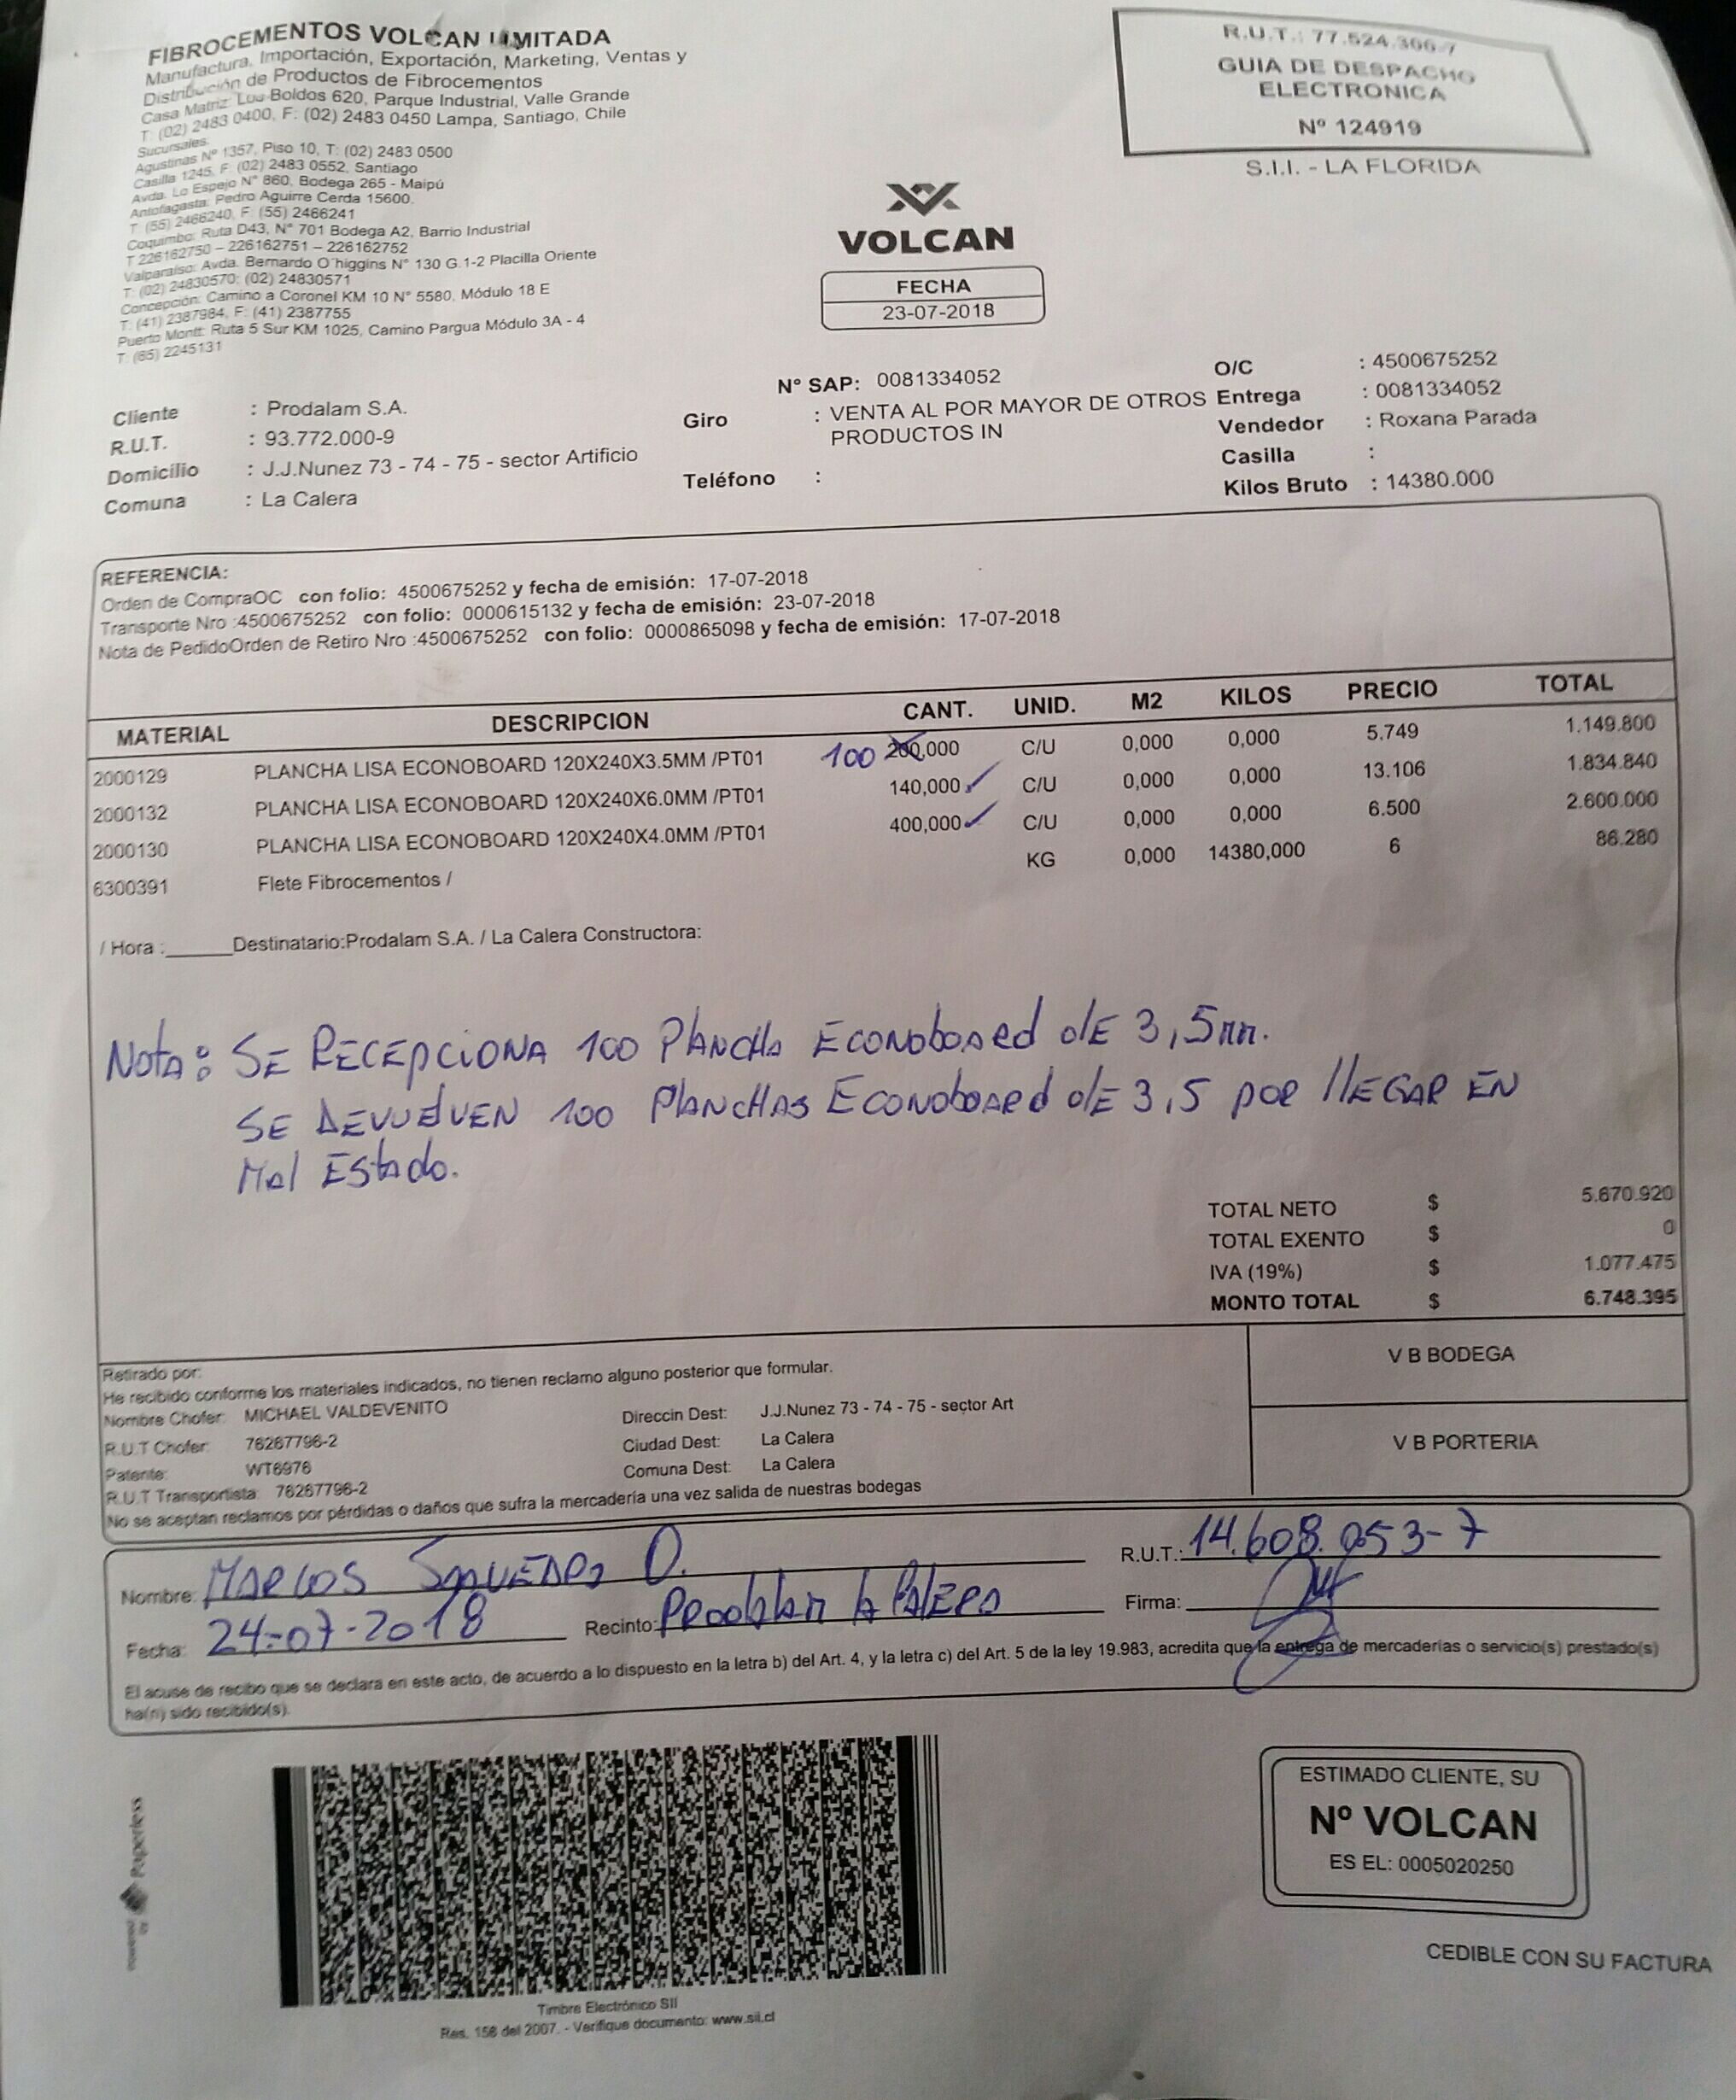 FIBROCEMENTOS VOLCAN LIMITADA
Manufactura, Importación, Exportación, Marketing, Ventas y
Distribución de Productos de Fibrocementos
Casa Matriz: Los Boldos 620, Parque Industrial, Valle Grande
T: (02) 2483 0400, F: (02) 2483 0450 Lampa, Santiago, Chile
Sucursales:
Agustinas Nº 1357, Piso 10, T: (02) 2483 0500
Casilla 1245, F: (02) 2483 0552, Santiago
Avda. Lo Espejo N° 860, Bodega 265 - Maipú
Antofagasta: Pedro Aguirre Cerda 15600.
T: (55) 2466240, F: (55) 2466241
Coquimbo: Ruta D43, N° 701 Bodega A2, Barrio Industrial
T 226162750 – 226162751 – 226162752
Valparaiso: Avda. Bernardo O´higgins N° 130 G.1-2 Placilla Oriente
T: (02) 24830570; (02) 24830571
Concepción: Camino a Coronel KM 10 N° 5580, Módulo 18 E
T: (41) 2387984, F: (41) 2387755
Puerto Montt: Ruta 5 Sur KM 1025, Camino Pargua Módulo 3A - 4
T: (65) 2245131
R.U.T.: 77.524.300-7
GUIA DE DESPACHO
ELECTRONICA
Nº 124919
S.I.I. - LA FLORIDA
VOLCAN
FECHA
23-07-2018
N° SAP: 0081334052
Cliente : Prodalam S.A.
R.U.T. : 93.772.000-9
Domicilio : J.J.Nunez 73 - 74 - 75 - sector Artificio
Comuna : La Calera
Giro : VENTA AL POR MAYOR DE OTROS
PRODUCTOS IN
Teléfono :
O/C : 4500675252
Entrega : 0081334052
Vendedor : Roxana Parada
Casilla :
Kilos Bruto : 14380.000
REFERENCIA:
Orden de CompraOC con folio: 4500675252 y fecha de emisión: 17-07-2018
Transporte Nro :4500675252 con folio: 0000615132 y fecha de emisión: 23-07-2018
Nota de PedidoOrden de Retiro Nro :4500675252 con folio: 0000865098 y fecha de emisión: 17-07-2018
MATERIAL DESCRIPCION CANT. UNID. M2 KILOS PRECIO TOTAL
2000129 PLANCHA LISA ECONOBOARD 120X240X3.5MM /PT01 100 200,000 C/U 0,000 0,000 5.749 1.149.800
2000132 PLANCHA LISA ECONOBOARD 120X240X6.0MM /PT01 140,000 C/U 0,000 0,000 13.106 1.834.840
2000130 PLANCHA LISA ECONOBOARD 120X240X4.0MM /PT01 400,000 C/U 0,000 0,000 6.500 2.600.000
6300391 Flete Fibrocementos / KG 0,000 14380,000 6 86.280
/ Hora :______Destinatario:Prodalam S.A. / La Calera Constructora:
Nota: SE RECEPCIONA 100 PlANCHA ECONOboaRd dE 3,5mm.
SE DEVUELVEN 100 PlANCHAS ECONOboaRd dE 3,5 POR llEGAR EN
Mal EStado.
TOTAL NETO $ 5.670.920
TOTAL EXENTO $ 0
IVA (19%) $ 1.077.475
MONTO TOTAL $ 6.748.395
Retirado por:
He recibido conforme los materiales indicados, no tienen reclamo alguno posterior que formular.
Nombre Chofer: MICHAEL VALDEVENITO
R.U.T Chofer: 76267796-2
Patente: WT6976
R.U.T Transportista: 76267796-2
Direccin Dest: J.J.Nunez 73 - 74 - 75 - sector Art
Ciudad Dest: La Calera
Comuna Dest: La Calera
No se aceptan reclamos por pérdidas o daños que sufra la mercadería una vez salida de nuestras bodegas
V B BODEGA
V B PORTERIA
Nombre: MARCOS SAAVEDRA O. R.U.T.: 14.608.053-7
Fecha: 24-07-2018 Recinto: PRodalam la CalERA Firma:
El acuse de recibo que se declara en este acto, de acuerdo a lo dispuesto en la letra b) del Art. 4, y la letra c) del Art. 5 de la ley 19.983, acredita que la entrega de mercaderías o servicio(s) prestado(s)
ha(n) sido recibido(s).
powered by Paperless
Timbre Electrónico SII
Res. 158 del 2007. - Verifique documento: www.sii.cl
ESTIMADO CLIENTE, SU
Nº VOLCAN
ES EL: 0005020250
CEDIBLE CON SU FACTURA